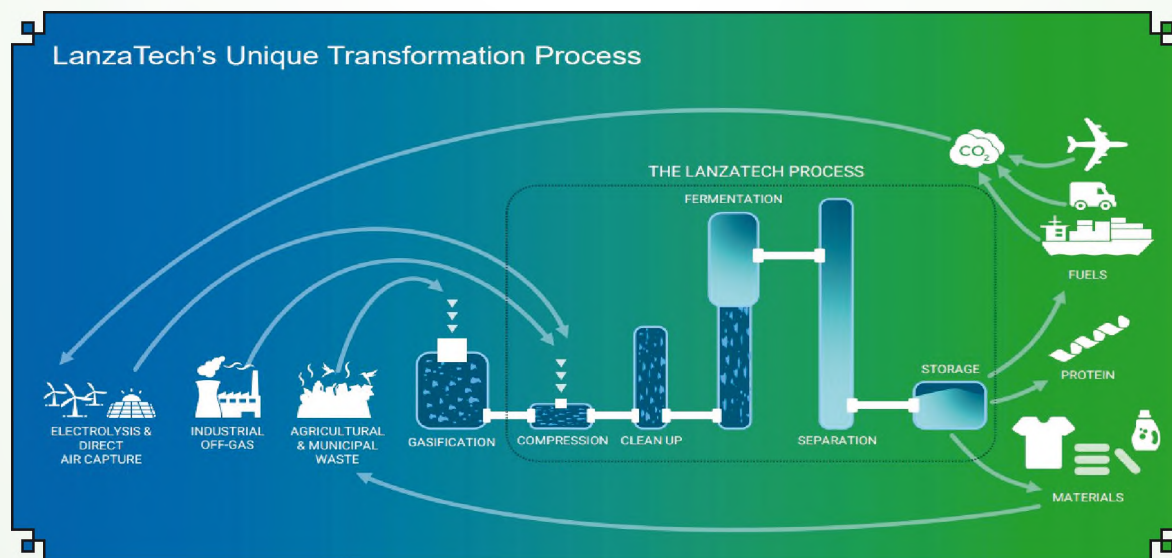 LanzaTech's Unique Transformation Process
CO2
THE LANZATECH PROCESS
FERMENTATION
FUELS
STORAGE
PROTEIN
ELECTROLYSIS &
DIRECT
AIR CAPTURE
INDUSTRIAL
OFF-GAS
AGRICULTURAL
& MUNICIPAL
WASTE
GASIFICATION
COMPRESSION
CLEAN UP
SEPARATION
MATERIALS